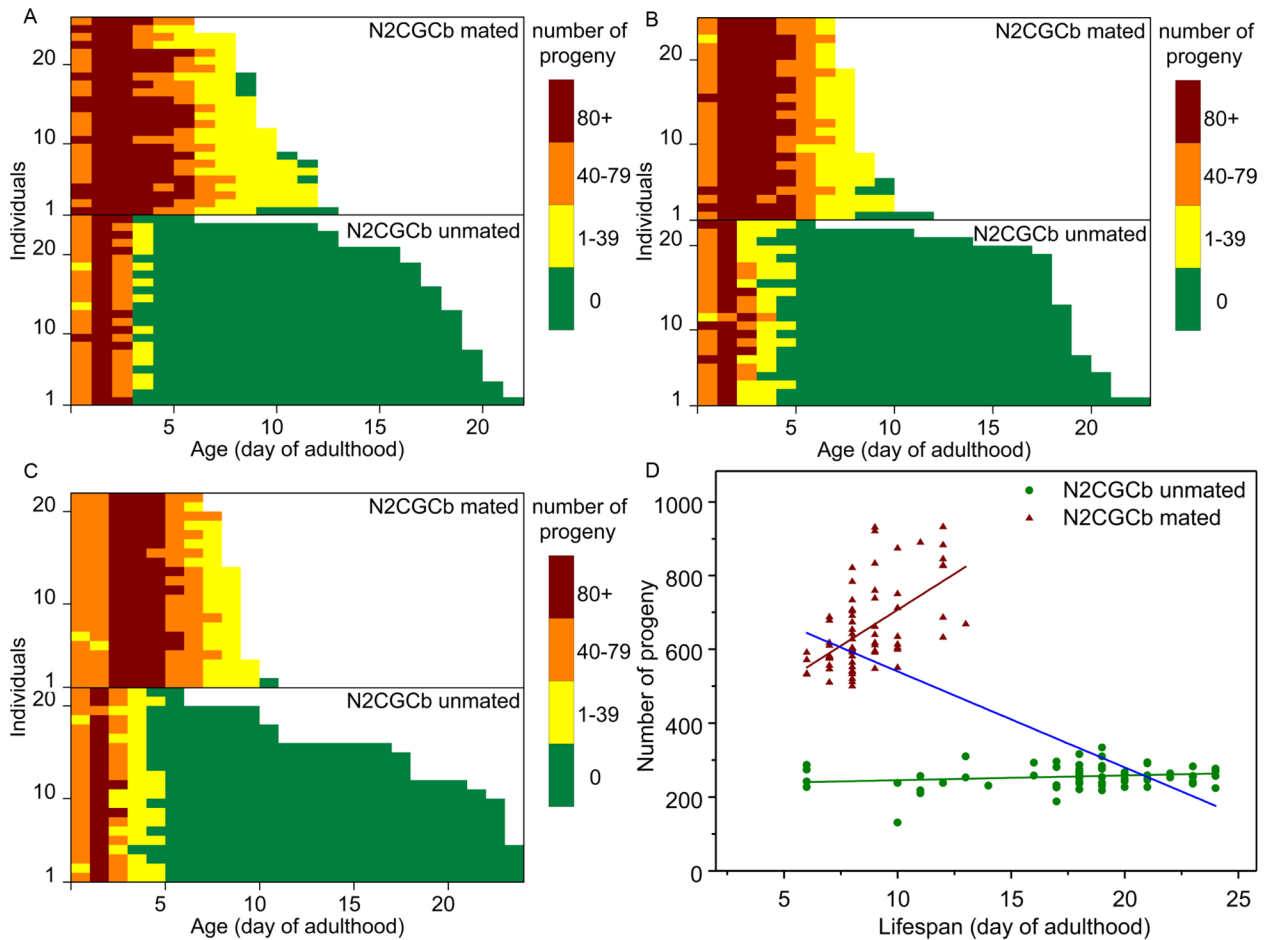 A
N2CGCb mated
number of
progeny
80+
40-79
1-39
0
20
10
1
N2CGCb unmated
20
10
1
Individuals
5
10
15
20
Age (day of adulthood)
B
N2CGCb mated
number of
progeny
80+
40-79
1-39
0
20
10
1
N2CGCb unmated
20
10
1
Individuals
5
10
15
20
Age (day of adulthood)
C
N2CGCb mated
number of
progeny
80+
40-79
1-39
0
20
10
1
N2CGCb unmated
20
10
1
Individuals
5
10
15
20
Age (day of adulthood)
D
N2CGCb unmated
N2CGCb mated
1000
800
600
400
200
0
Number of progeny
5
10
15
20
25
Lifespan (day of adulthood)